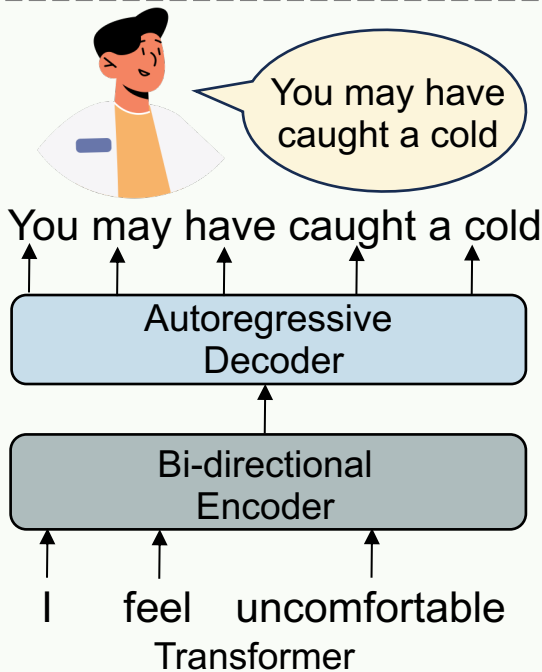 You may have
caught a cold
You may have caught a cold
Autoregressive
Decoder
Bi-directional
Encoder
I feel uncomfortable
Transformer